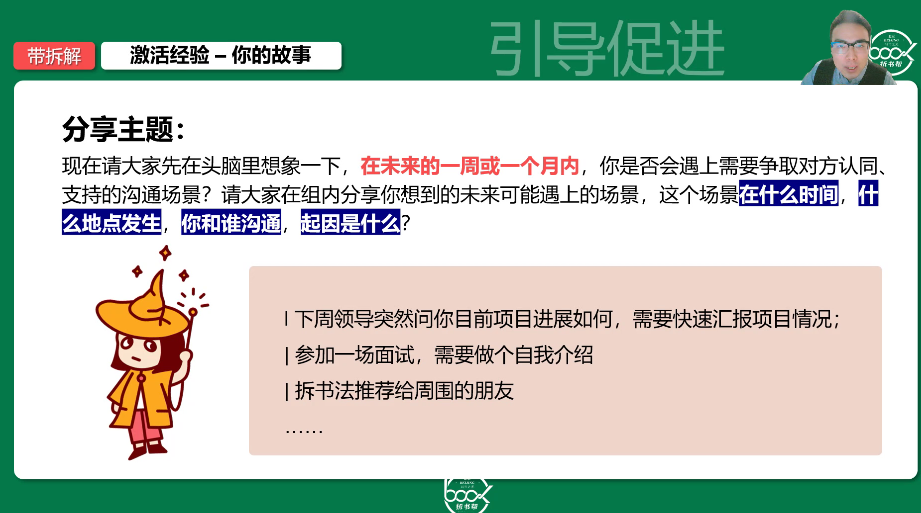 引导促进
带拆解
激活经验 – 你的故事
拆书帮
分享主题：
现在请大家先在头脑里想象一下，在未来的一周或一个月内，你是否会遇上需要争取对方认同、
支持的沟通场景？请大家在组内分享你想到的未来可能遇上的场景，这个场景在什么时间，什
么地点发生，你和谁沟通，起因是什么?
| 下周领导突然问你目前项目进展如何，需要快速汇报项目情况；
| 参加一场面试，需要做个自我介绍
| 拆书法推荐给周围的朋友
……
拆书帮